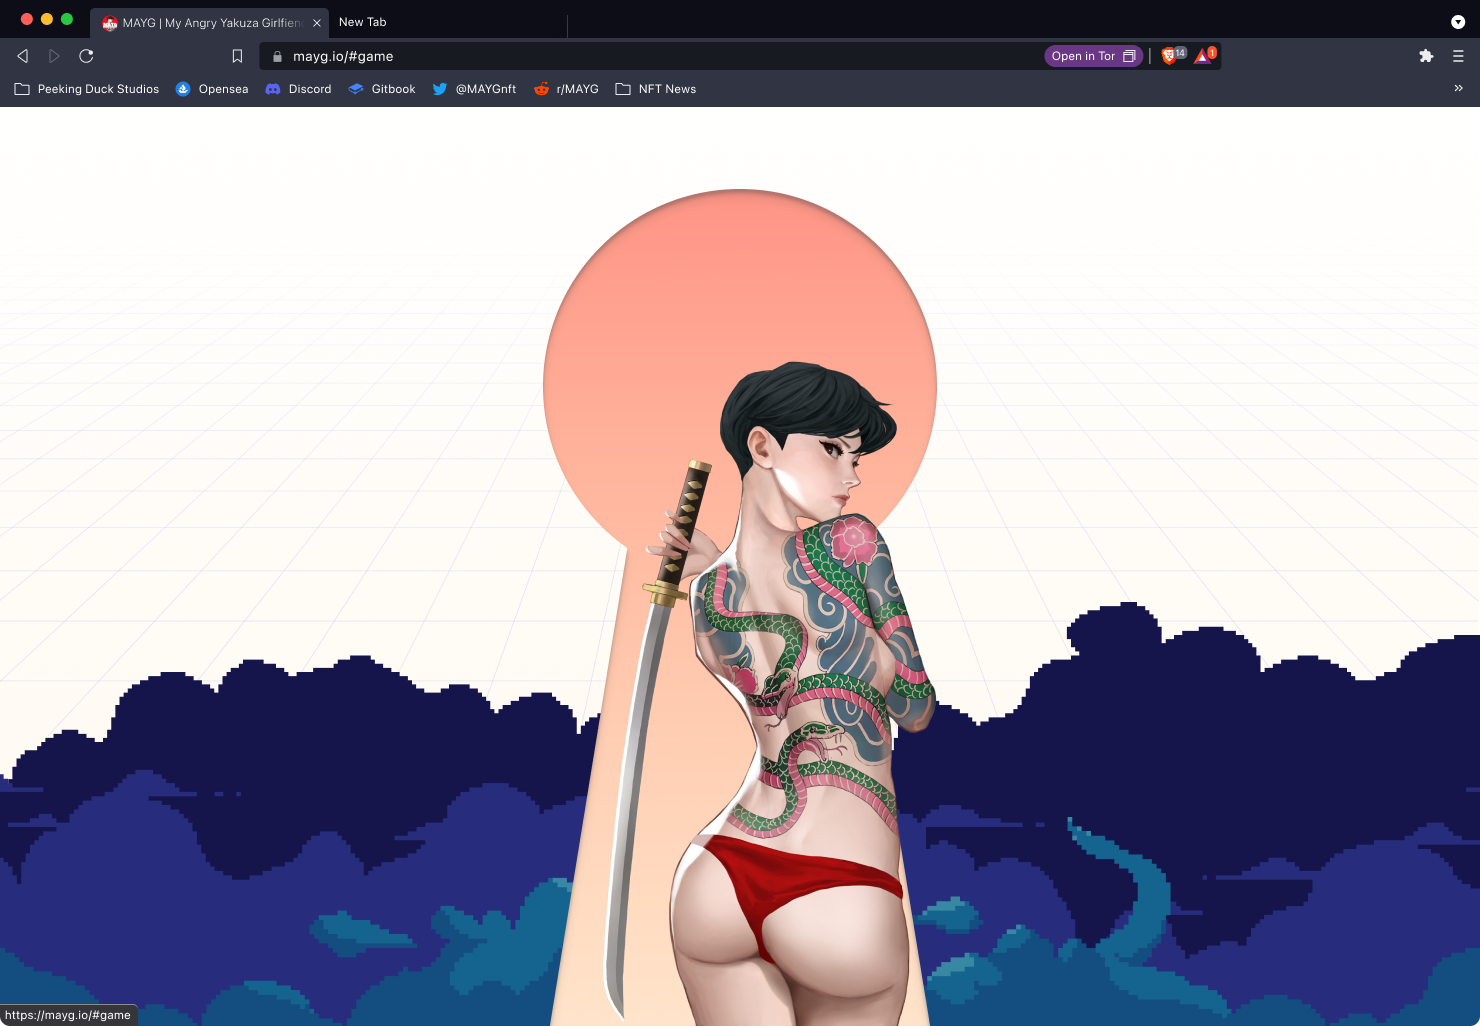 MAYG | My Angry Yakuza Girlfrien
New Tab
mayg.io/#game
Open in Tor
14
1
Peeking Duck Studios
Opensea
Discord
Gitbook
@MAYGnft
r/MAYG
NFT News
https://mayg.io/#game